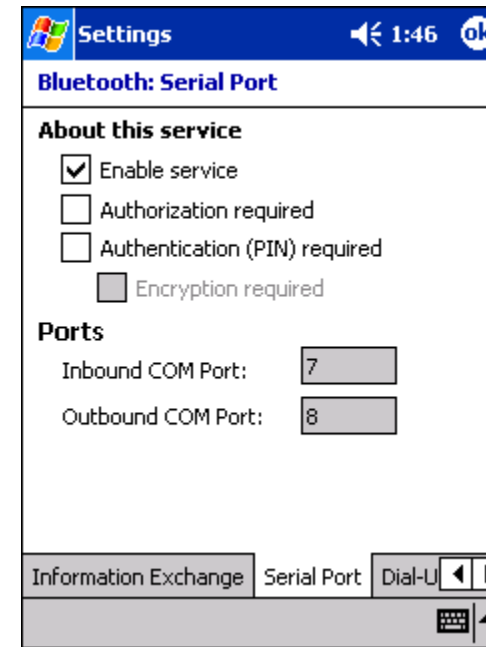 Settings 1:46 ok
Bluetooth: Serial Port
About this service
Enable service
Authorization required
Authentication (PIN) required
Encryption required
Ports
Inbound COM Port: 7
Outbound COM Port: 8
Information Exchange Serial Port Dial-U